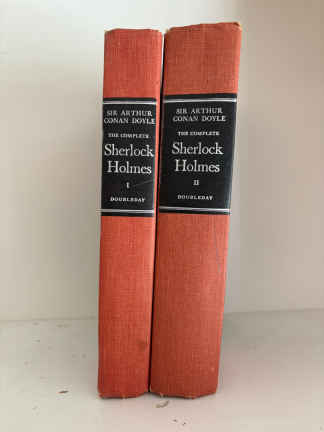 SIR ARTHUR
CONAN DOYLE
THE COMPLETE
Sherlock
Holmes
I
DOUBLEDAY
SIR ARTHUR
CONAN DOYLE
THE COMPLETE
Sherlock
Holmes
II
DOUBLEDAY